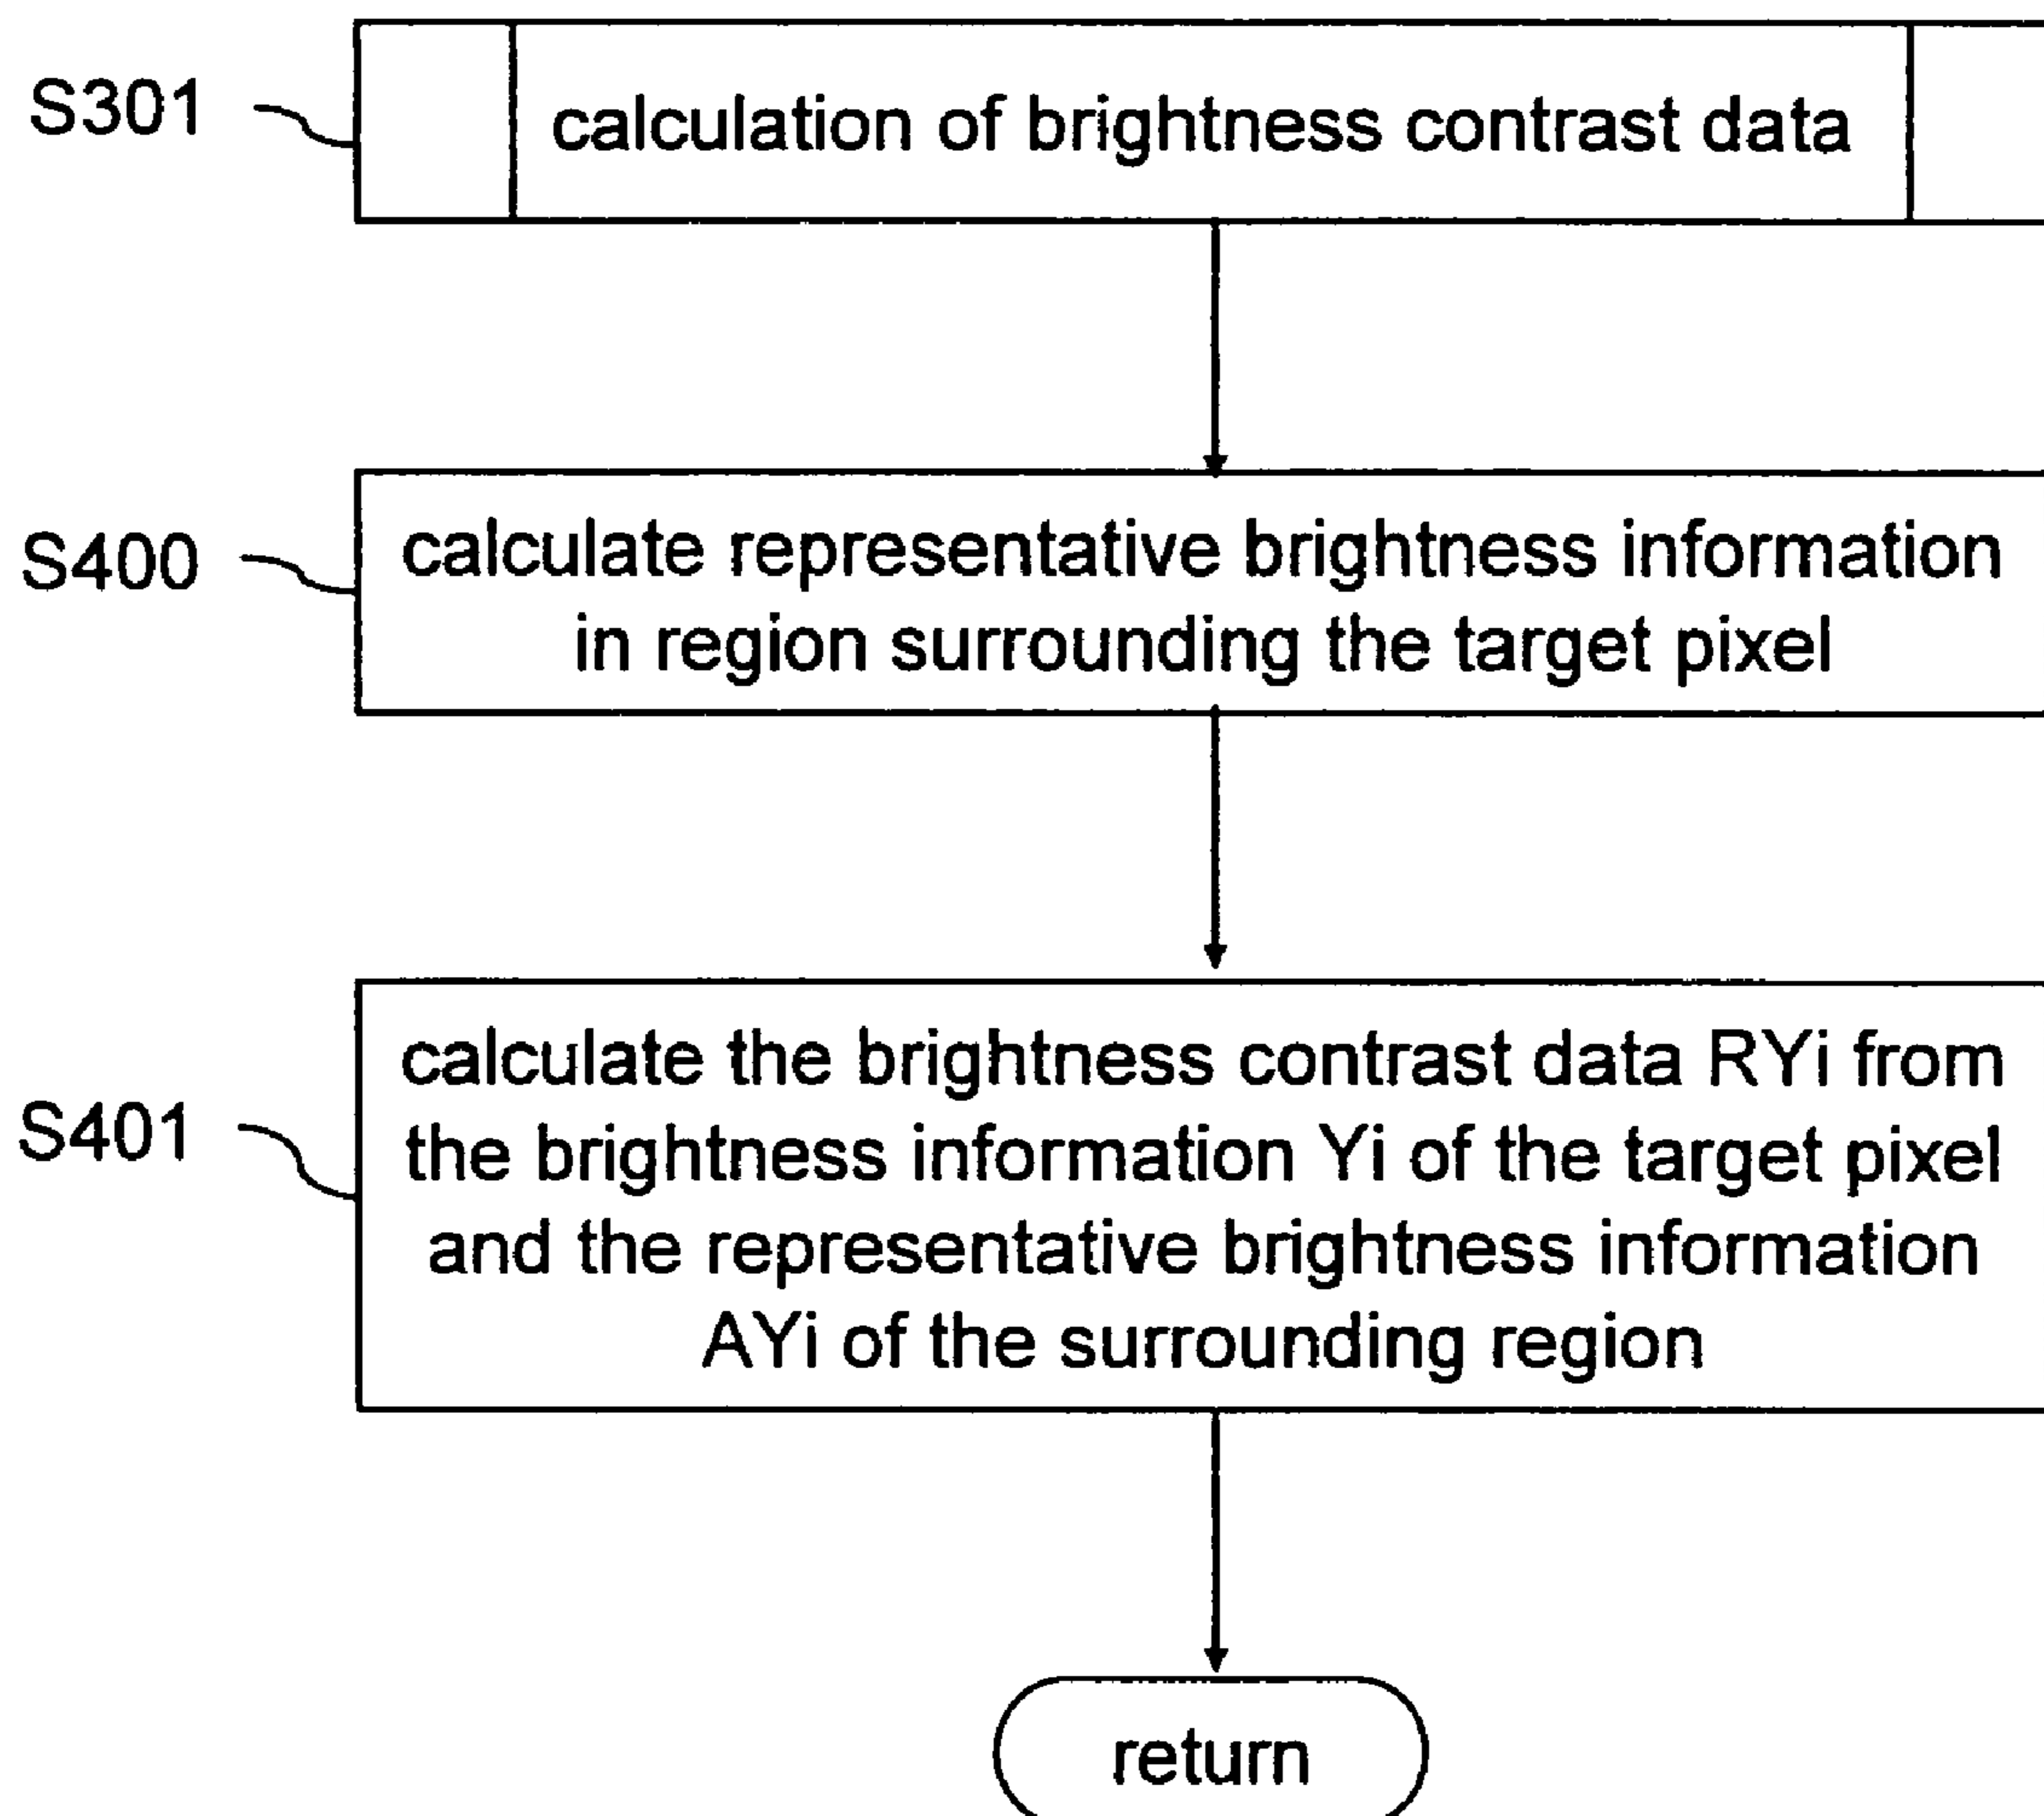 S301
calculation of brightness contrast data
S400
calculate representative brightness information
in region surrounding the target pixel
S401
calculate the brightness contrast data RYi from
the brightness information Yi of the target pixel
and the representative brightness information
AYi of the surrounding region
return